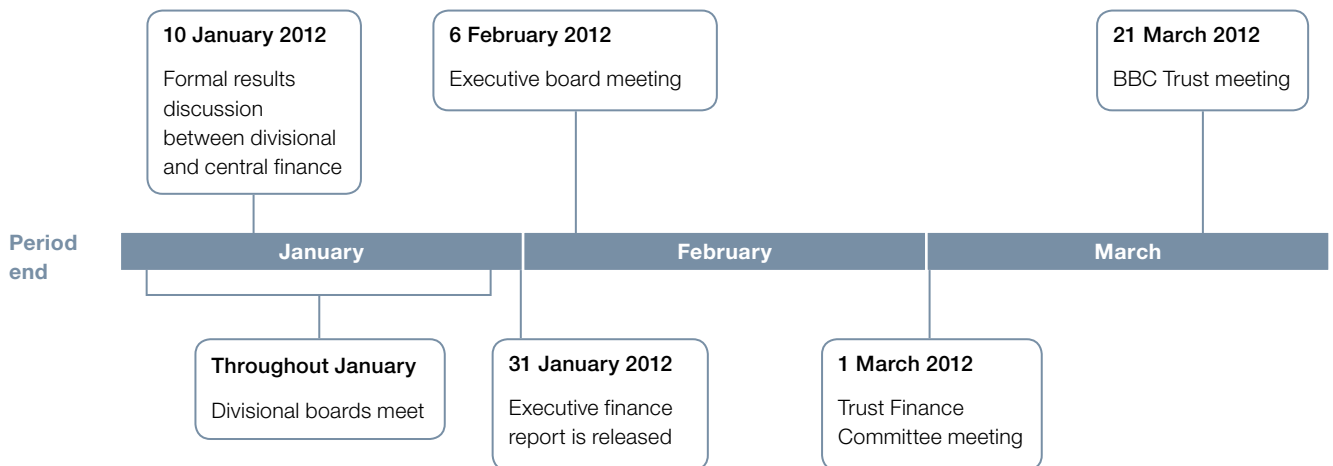 10 January 2012
Formal results
discussion
between divisional
and central finance
6 February 2012
Executive board meeting
21 March 2012
BBC Trust meeting
Period
end
January
February
March
Throughout January
Divisional boards meet
31 January 2012
Executive finance
report is released
1 March 2012
Trust Finance
Committee meeting